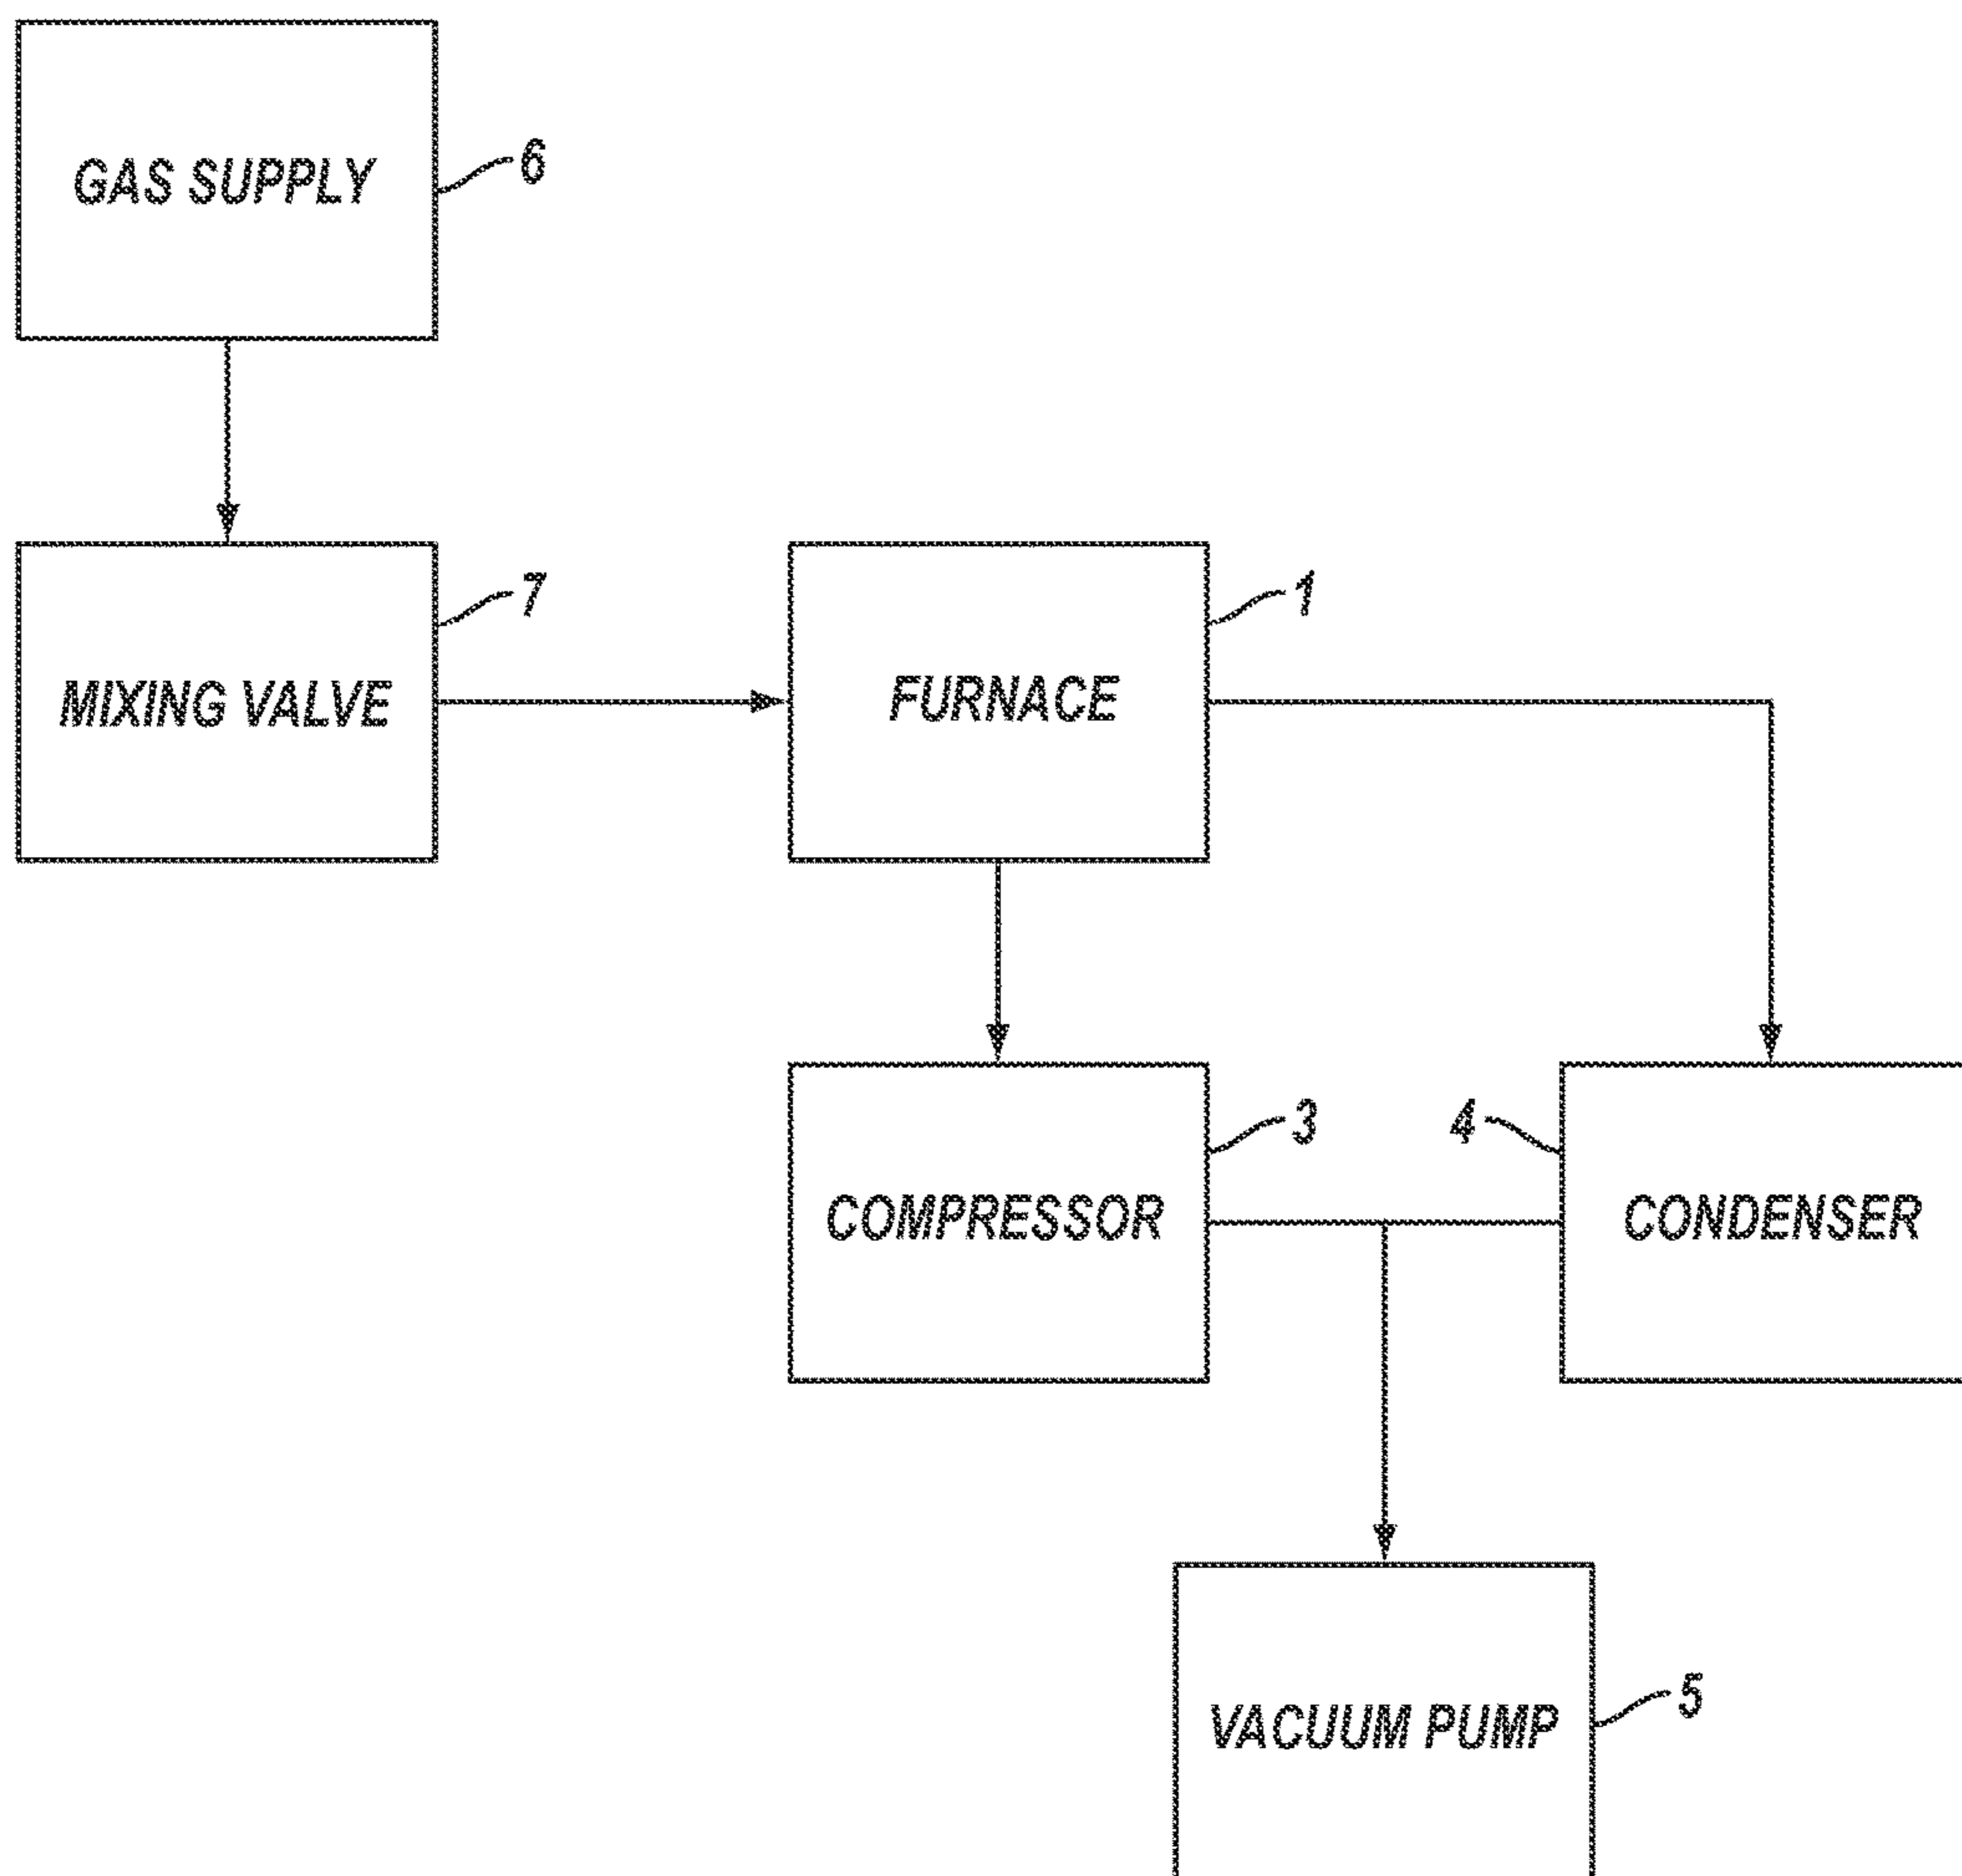 GAS SUPPLY
6
MIXING VALVE
7
FURNACE
1
COMPRESSOR
3
4
CONDENSER
VACUUM PUMP
5